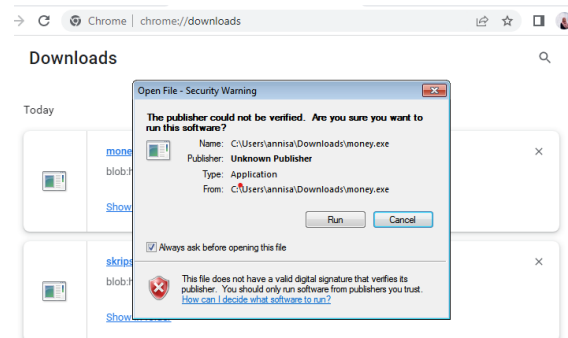 Chrome | chrome://downloads
Downlo
Today
Open File - Security Warning
The publisher could not be verified. Are you sure you want to
run this software?
Name: C:\Users\annisa\Downloads\money.exe
Publisher: Unknown Publisher
Type: Application
From: C:\Users\annisa\Downloads\money.exe
Run Cancel
Always ask before opening this file
This file does not have a valid digital signature that verifies its
publisher. You should only run software from publishers you trust.
How can I decide what software to run?
mone
blob:h
Show
skrips
blob:h